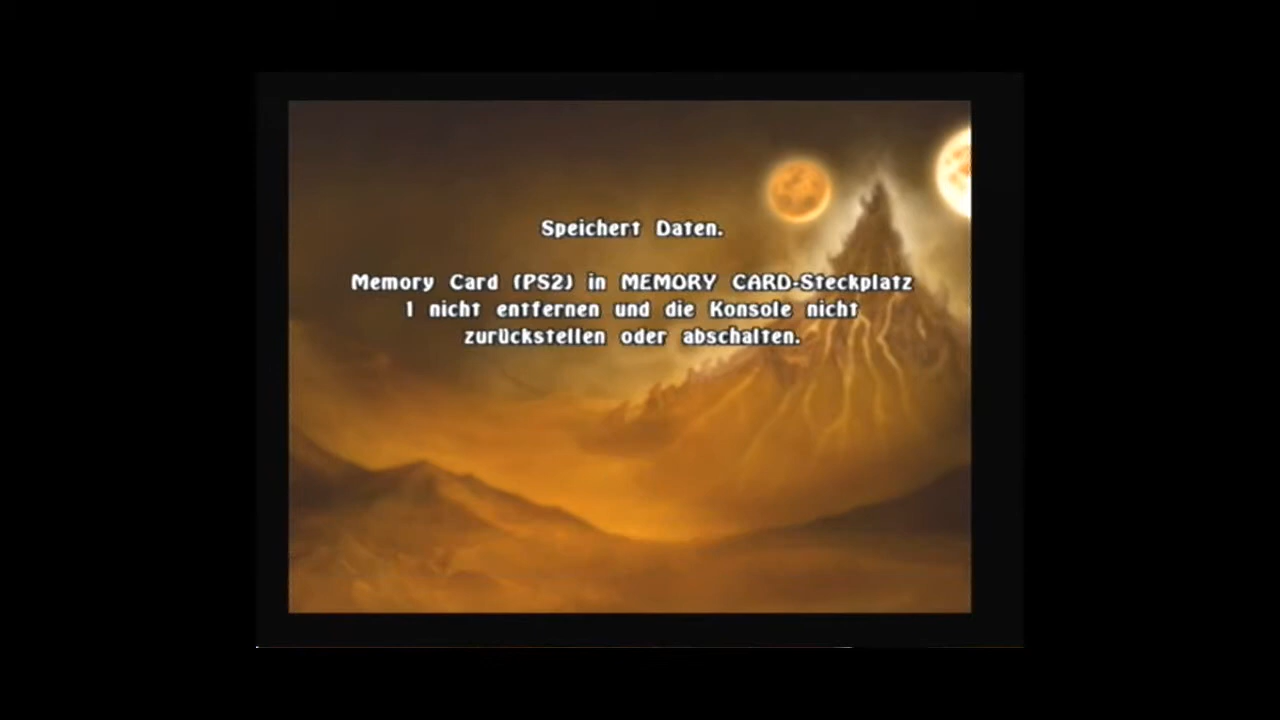 Speichert Daten.
Memory Card (PS2) in MEMORY CARD-Steckplatz
1 nicht entfernen und die Konsole nicht
zurückstellen oder abschalten.